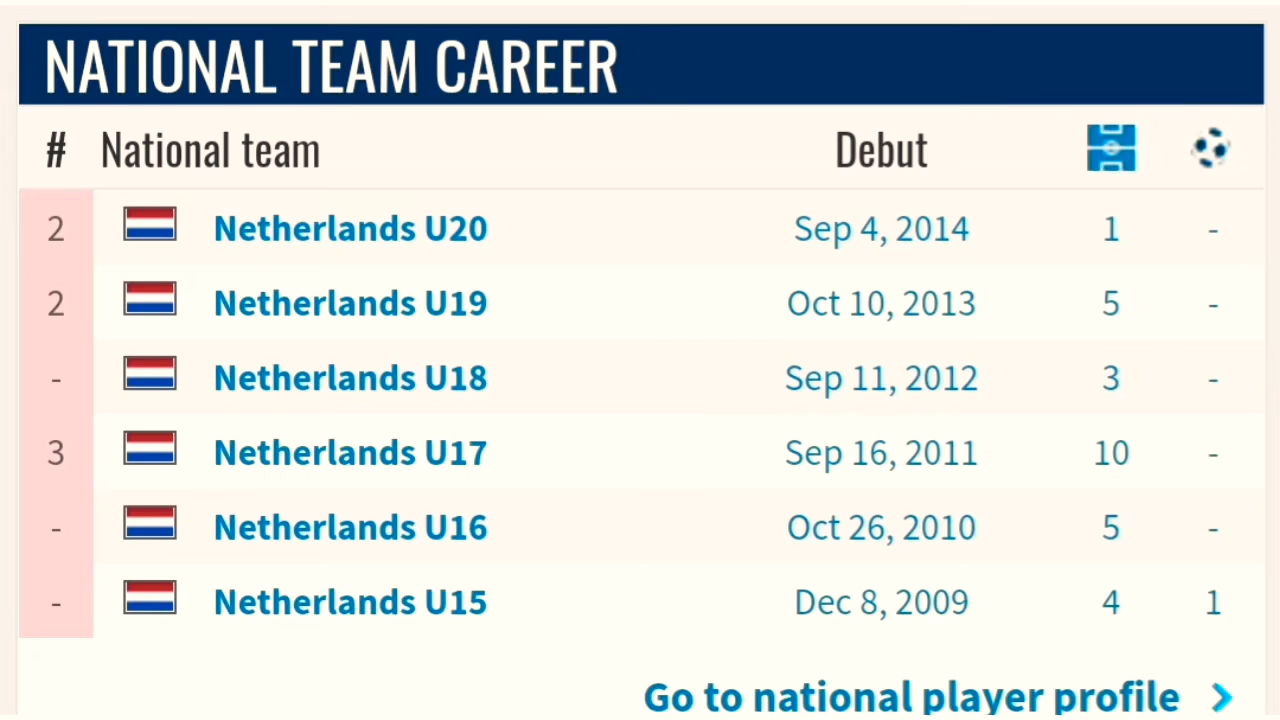 NATIONAL TEAM CAREER
# National team Debut
2 Netherlands U20 Sep 4, 2014 1 -
2 Netherlands U19 Oct 10, 2013 5 -
- Netherlands U18 Sep 11, 2012 3 -
3 Netherlands U17 Sep 16, 2011 10 -
- Netherlands U16 Oct 26, 2010 5 -
- Netherlands U15 Dec 8, 2009 4 1
Go to national player profile